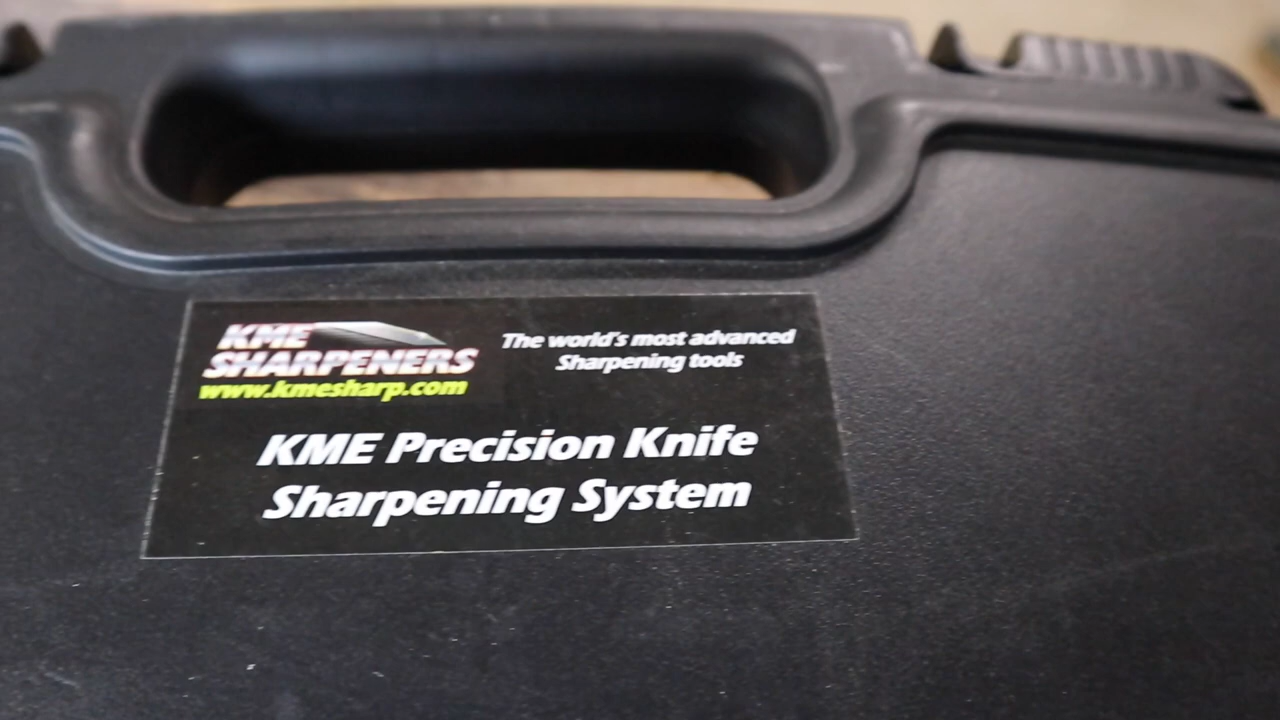 KME
SHARPENERS
www.kmesharp.com
The world's most advanced
Sharpening tools
KME Precision Knife
Sharpening System